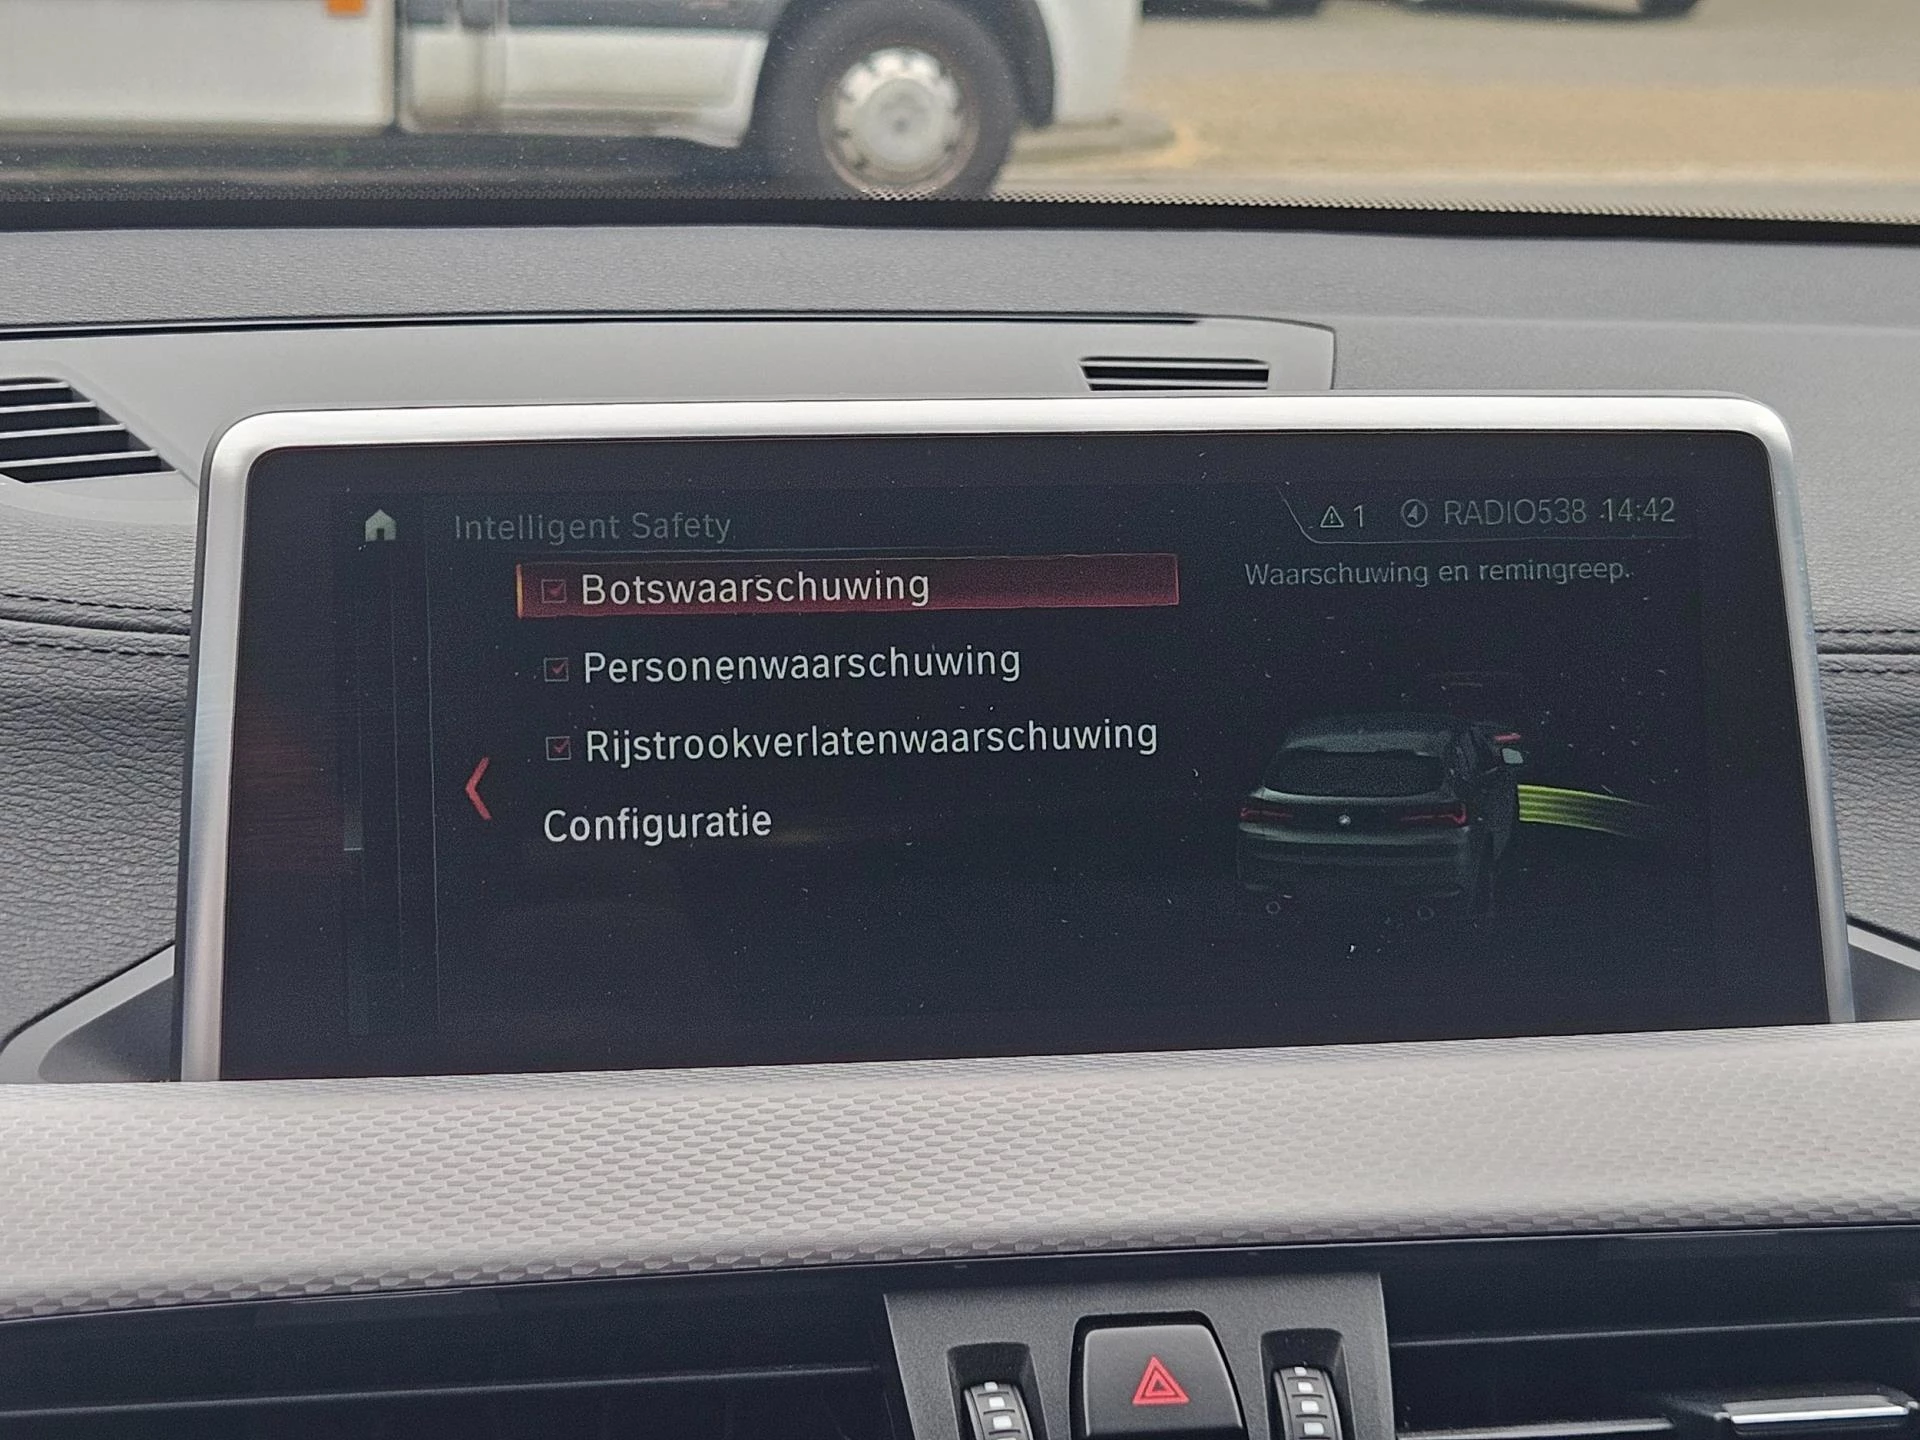 Intelligent Safety
1 RADIO538 14:42
Botswaarschuwing
Waarschuwing en remingreep.
Personenwaarschuwing
Rijstrookverlatenwaarschuwing
Configuratie